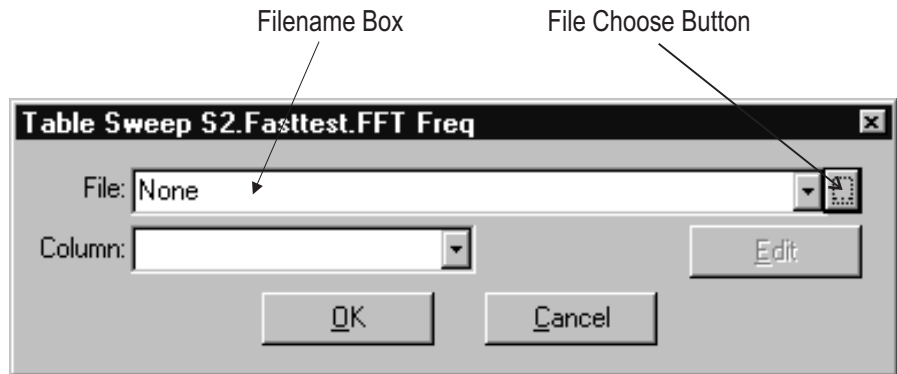 Filename Box File Choose Button
Table Sweep S2.Fasttest.FFT Freq
File: None
Column: Edit
OK Cancel